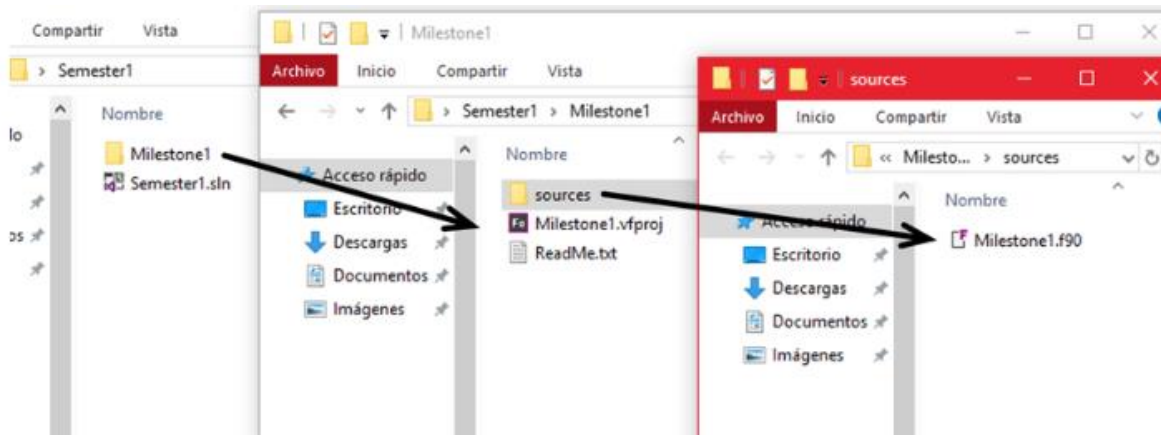 Compartir Vista
Semester1
lo
Nombre
Milestone1
Semester1.sln
os
Milestone1
Archivo Inicio Compartir Vista
Semester1 > Milestone1
Acceso rápido
Escritorio
Descargas
Documentos
Imágenes
Nombre
sources
Milestone1.vfproj
ReadMe.txt
sources
Archivo Inicio Compartir Vista
« Milesto... > sources
Acceso rápido
Escritorio
Descargas
Documentos
Imágenes
Nombre
Milestone1.f90